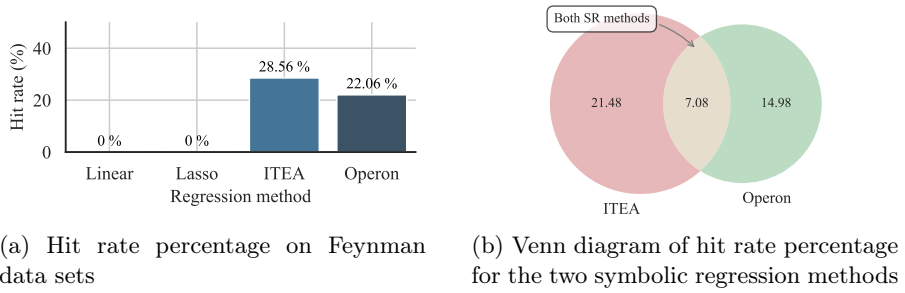 Hit rate (%)
40
20
0
0 %
0 %
28.56 %
22.06 %
Linear
Lasso
ITEA
Operon
Regression method
(a) Hit rate percentage on Feynman
data sets
Both SR methods
21.48
7.08
14.98
ITEA
Operon
(b) Venn diagram of hit rate percentage
for the two symbolic regression methods